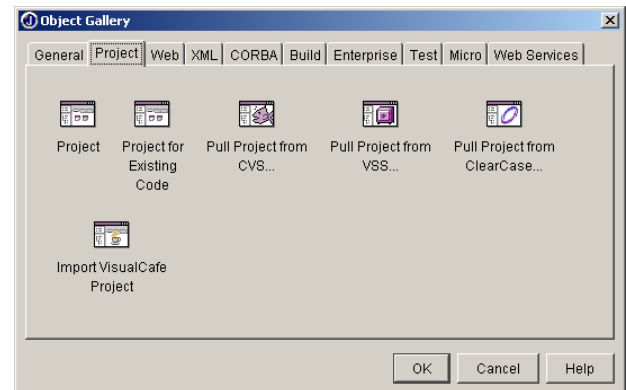 Object Gallery
General Project Web XML CORBA Build Enterprise Test Micro Web Services
Project
Project for
Existing
Code
Pull Project from
CVS...
Pull Project from
VSS...
Pull Project from
ClearCase...
Import VisualCafe
Project
OK Cancel Help